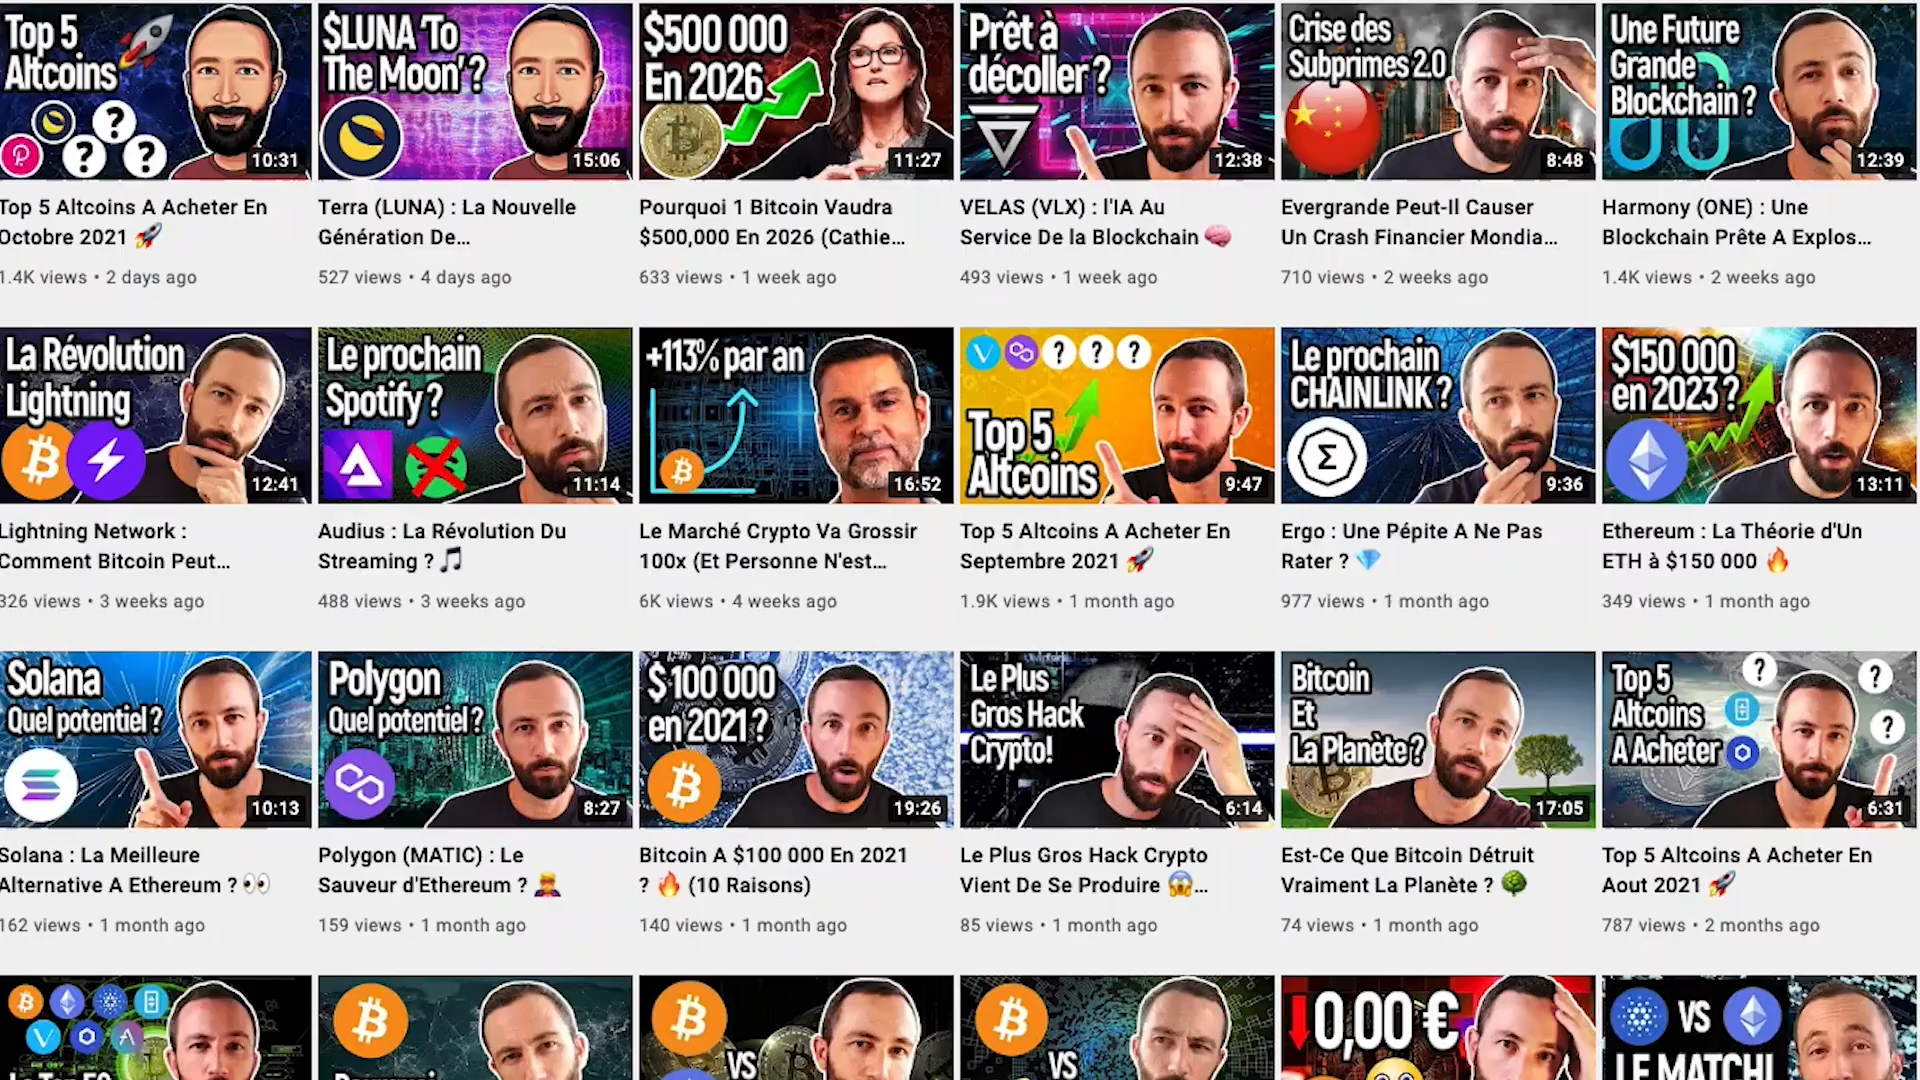 Top 5
Altcoins
10:31
$LUNA 'To
The Moon' ?
15:06
$500 000
En 2026
11:27
Prêt à
décoller ?
12:38
Crise des
Subprimes 2.0
8:48
Une Future
Grande
Blockchain ?
12:39
Top 5 Altcoins A Acheter En
Octobre 2021 🚀
1.4K views • 2 days ago
Terra (LUNA) : La Nouvelle
Génération De...
527 views • 4 days ago
Pourquoi 1 Bitcoin Vaudra
$500,000 En 2026 (Cathie...
633 views • 1 week ago
VELAS (VLX) : l'IA Au
Service De la Blockchain 🧠
493 views • 1 week ago
Evergrande Peut-Il Causer
Un Crash Financier Mondia...
710 views • 2 weeks ago
Harmony (ONE) : Une
Blockchain Prête A Explos...
1.4K views • 2 weeks ago
La Révolution
Lightning
12:41
Le prochain
Spotify ?
11:14
+113% par an
16:52
? ? ?
Top 5
Altcoins
9:47
Le prochain
CHAINLINK ?
9:36
$150 000
en 2023 ?
13:11
Lightning Network :
Comment Bitcoin Peut...
326 views • 3 weeks ago
Audius : La Révolution Du
Streaming ? 🎵
488 views • 3 weeks ago
Le Marché Crypto Va Grossir
100x (Et Personne N'est...
6K views • 4 weeks ago
Top 5 Altcoins A Acheter En
Septembre 2021 🚀
1.9K views • 1 month ago
Ergo : Une Pépite A Ne Pas
Rater ? 💎
977 views • 1 month ago
Ethereum : La Théorie d'Un
ETH à $150 000 🔥
349 views • 1 month ago
Solana
Quel potentiel ?
10:13
Polygon
Quel potentiel ?
8:27
$100 000
en 2021 ?
19:26
Le Plus
Gros Hack
Crypto!
6:14
Bitcoin
Et
La Planète ?
17:05
Top 5
Altcoins
A Acheter
6:31
Solana : La Meilleure
Alternative A Ethereum ? 👀
162 views • 1 month ago
Polygon (MATIC) : Le
Sauveur d'Ethereum ? 🦸
159 views • 1 month ago
Bitcoin A $100 000 En 2021
? 🔥 (10 Raisons)
140 views • 1 month ago
Le Plus Gros Hack Crypto
Vient De Se Produire 😱...
85 views • 1 month ago
Est-Ce Que Bitcoin Détruit
Vraiment La Planète ? 🌳
74 views • 1 month ago
Top 5 Altcoins A Acheter En
Aout 2021 🚀
787 views • 2 months ago
VS
VS
0,00 €
VS
LE MATCH!